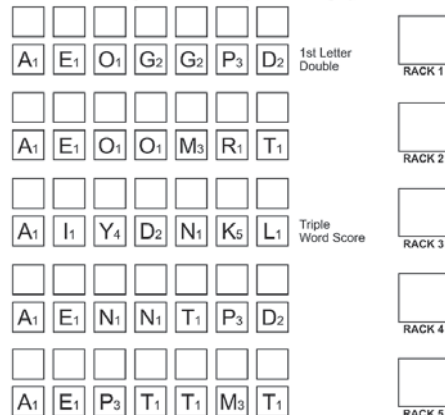 A1 E1 O1 G2 G2 P3 D2 1st Letter Double RACK 1
A1 E1 O1 O1 M3 R1 T1 RACK 2
A1 I1 Y4 D2 N1 K5 L1 Triple Word Score RACK 3
A1 E1 N1 N1 T1 P3 D2 RACK 4
A1 E1 P3 T1 T1 M3 T1 RACK 5